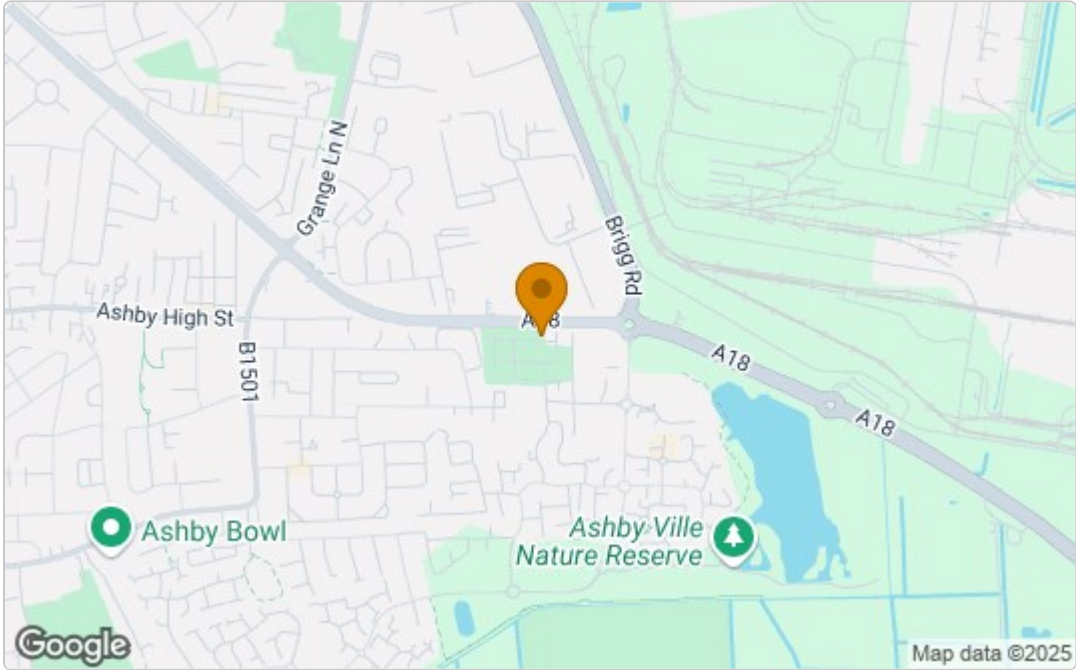 Grange Ln N
Brigg Rd
Ashby High St
A18
B1501
A18
A18
Ashby Bowl
Ashby Ville
Nature Reserve
Google
Map data ©2025